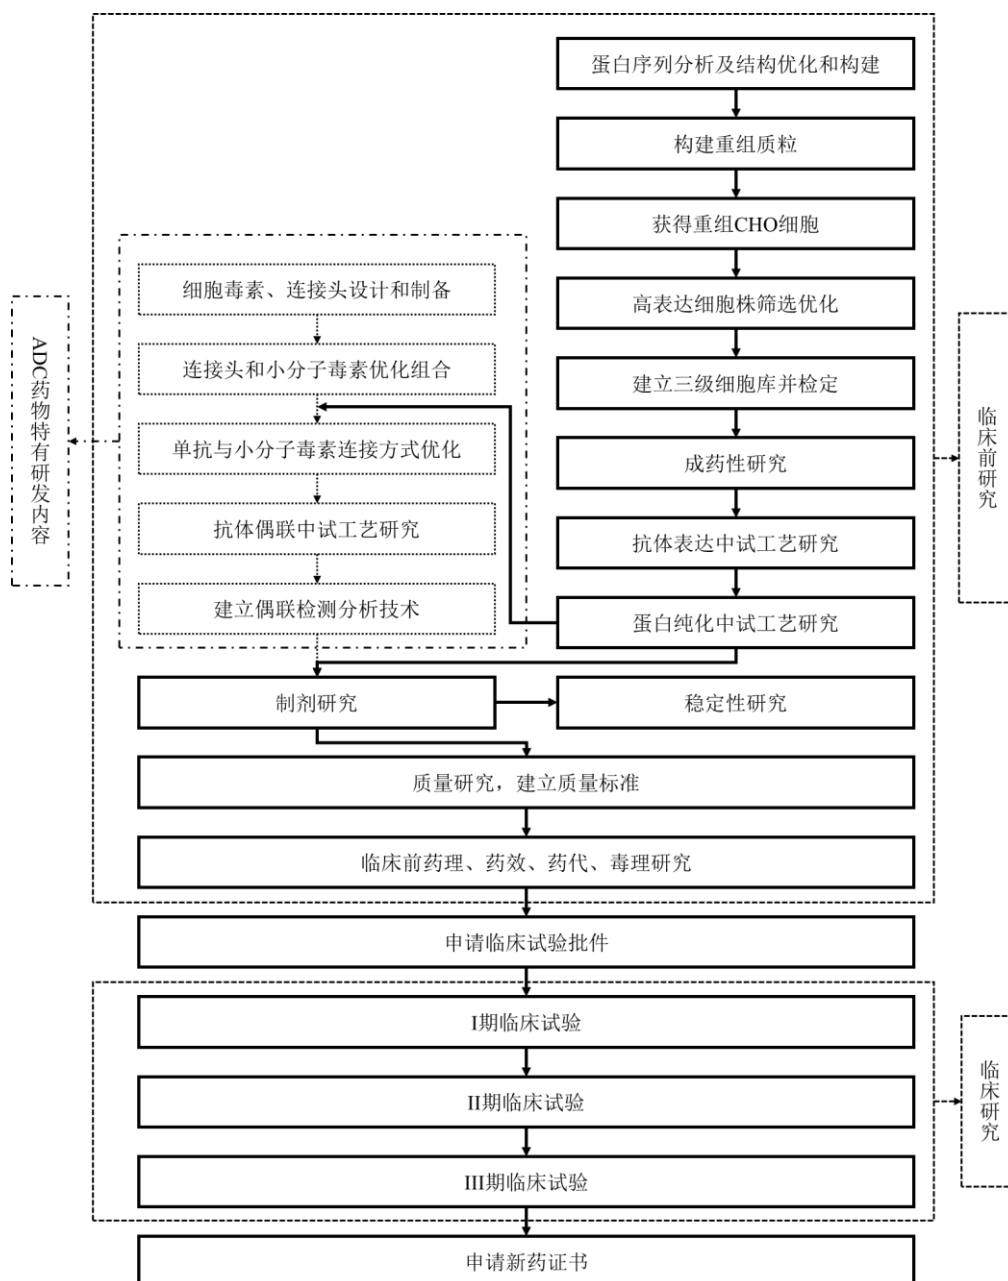 蛋白序列分析及结构优化和构建
构建重组质粒
获得重组CHO细胞
高表达细胞株筛选优化
建立三级细胞库并检定
成药性研究
抗体表达中试工艺研究
蛋白纯化中试工艺研究
细胞毒素、连接头设计和制备
连接头和小分子毒素优化组合
单抗与小分子毒素连接方式优化
抗体偶联中试工艺研究
建立偶联检测分析技术
ADC药物特有研发内容
临床前研究
制剂研究
稳定性研究
质量研究，建立质量标准
临床前药理、药效、药代、毒理研究
申请临床试验批件
I期临床试验
II期临床试验
III期临床试验
临床研究
申请新药证书